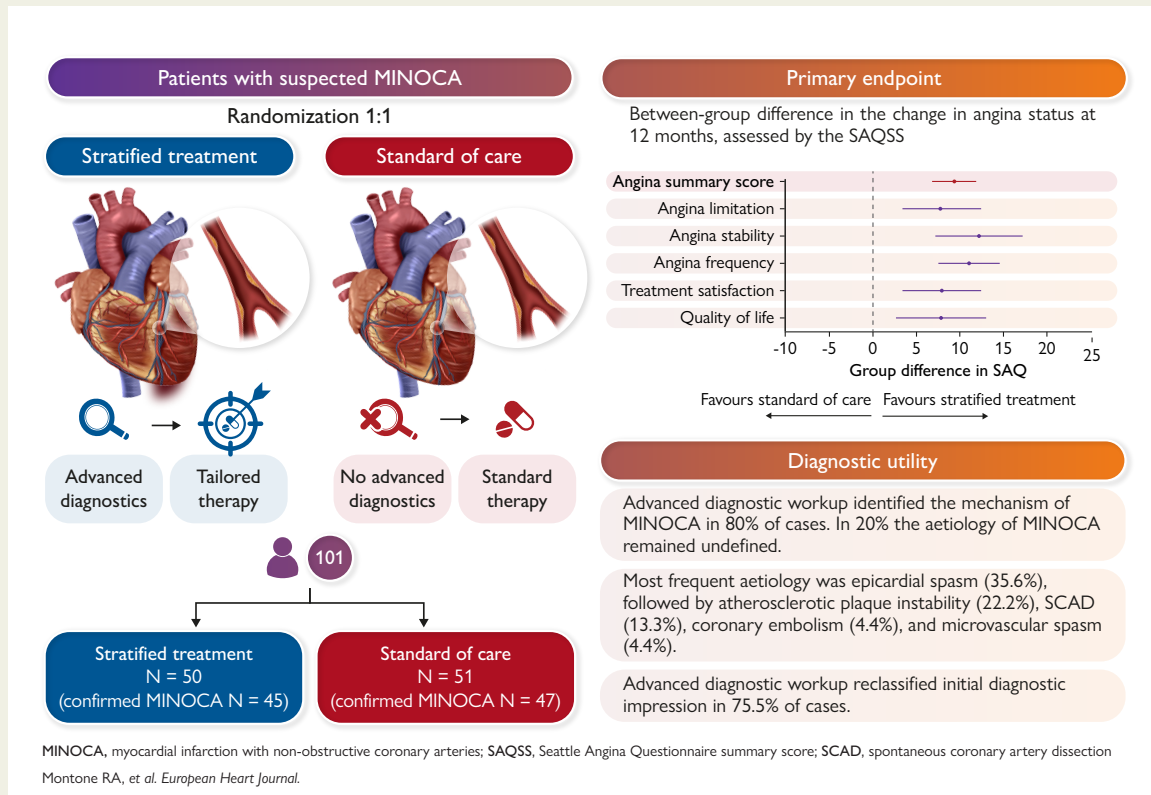 Patients with suspected MINOCA
Randomization 1:1
Stratified treatment
Standard of care
Advanced
diagnostics
Tailored
therapy
No advanced
diagnostics
Standard
therapy
101
Stratified treatment
N = 50
(confirmed MINOCA N = 45)
Standard of care
N = 51
(confirmed MINOCA N = 47)
Primary endpoint
Between-group difference in the change in angina status at
12 months, assessed by the SAQSS
Angina summary score
Angina limitation
Angina stability
Angina frequency
Treatment satisfaction
Quality of life
-10 -5 0 5 10 15 20 25
Group difference in SAQ
Favours standard of care
Favours stratified treatment
Diagnostic utility
Advanced diagnostic workup identified the mechanism of
MINOCA in 80% of cases. In 20% the aetiology of MINOCA
remained undefined.
Most frequent aetiology was epicardial spasm (35.6%),
followed by atherosclerotic plaque instability (22.2%), SCAD
(13.3%), coronary embolism (4.4%), and microvascular spasm
(4.4%).
Advanced diagnostic workup reclassified initial diagnostic
impression in 75.5% of cases.
MINOCA, myocardial infarction with non-obstructive coronary arteries; SAQSS, Seattle Angina Questionnaire summary score; SCAD, spontaneous coronary artery dissection
Montone RA, et al. European Heart Journal.